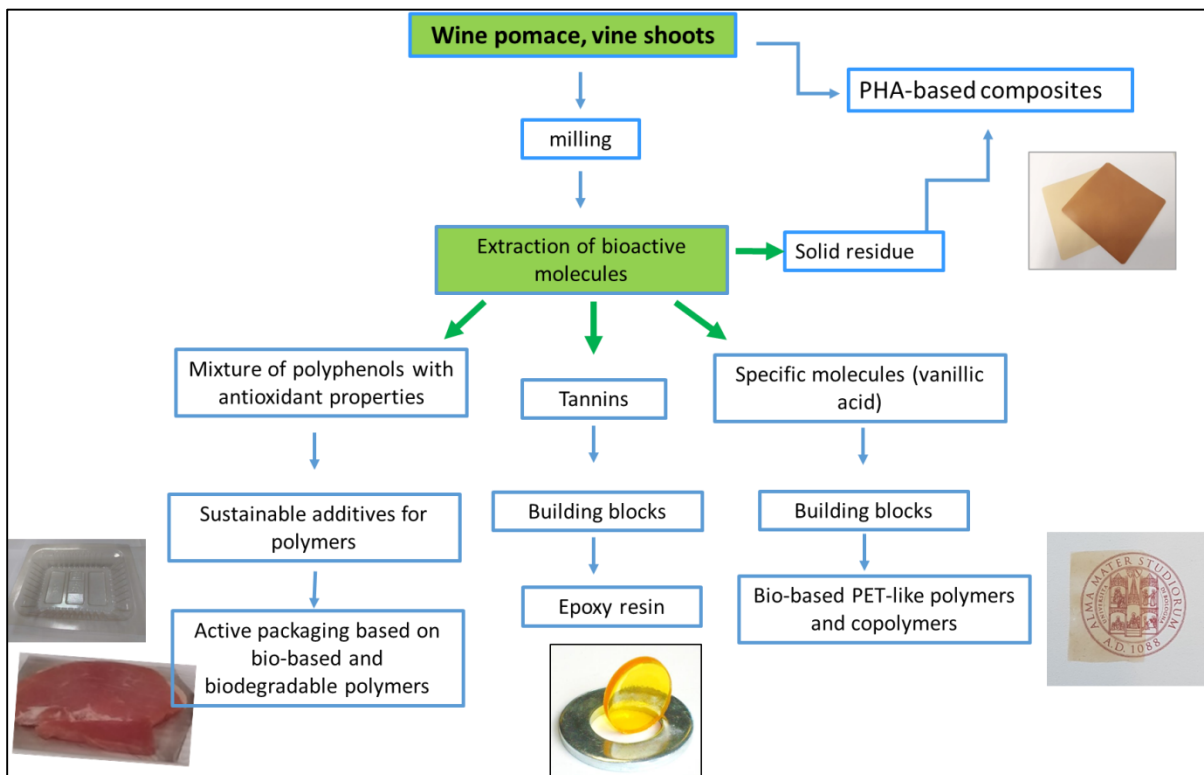 Wine pomace, vine shoots
PHA-based composites
milling
Extraction of bioactive
molecules
Solid residue
Mixture of polyphenols with
antioxidant properties
Tannins
Specific molecules (vanillic
acid)
Sustainable additives for
polymers
Building blocks
Building blocks
Active packaging based on
bio-based and
biodegradable polymers
Epoxy resin
Bio-based PET-like polymers
and copolymers
ALMA MATER STUDIORUM
A.D. 1088